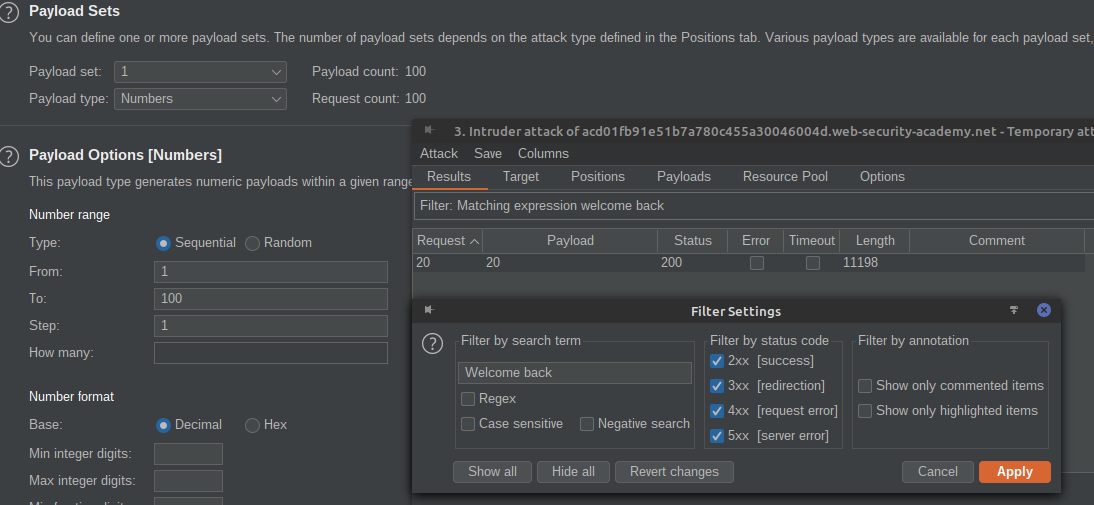 Payload Sets
You can define one or more payload sets. The number of payload sets depends on the attack type defined in the Positions tab. Various payload types are available for each payload set,
Payload set: 1 Payload count: 100
Payload type: Numbers Request count: 100
Payload Options [Numbers]
This payload type generates numeric payloads within a given range
Number range
Type: Sequential Random
From: 1
To: 100
Step: 1
How many:
Number format
Base: Decimal Hex
Min integer digits:
Max integer digits:
3. Intruder attack of acd01fb91e51b7a780c455a30046004d.web-security-academy.net - Temporary att
Attack Save Columns
Results Target Positions Payloads Resource Pool Options
Filter: Matching expression welcome back
Request Payload Status Error Timeout Length Comment
20 20 200 11198
Filter Settings
Filter by search term
Welcome back
Regex
Case sensitive Negative search
Filter by status code
2xx [success]
3xx [redirection]
4xx [request error]
5xx [server error]
Filter by annotation
Show only commented items
Show only highlighted items
Show all Hide all Revert changes Cancel Apply